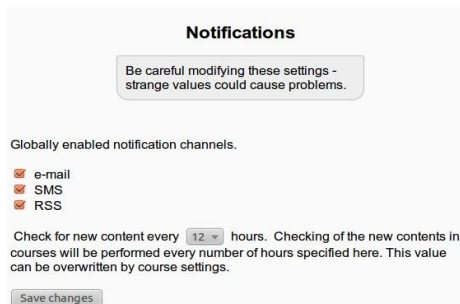 Notifications
Be careful modifying these settings -
strange values could cause problems.
Globally enabled notification channels.
e-mail
SMS
RSS
Check for new content every 12 hours. Checking of the new contents in
courses will be performed every number of hours specified here. This value
can be overwritten by course settings.
Save changes